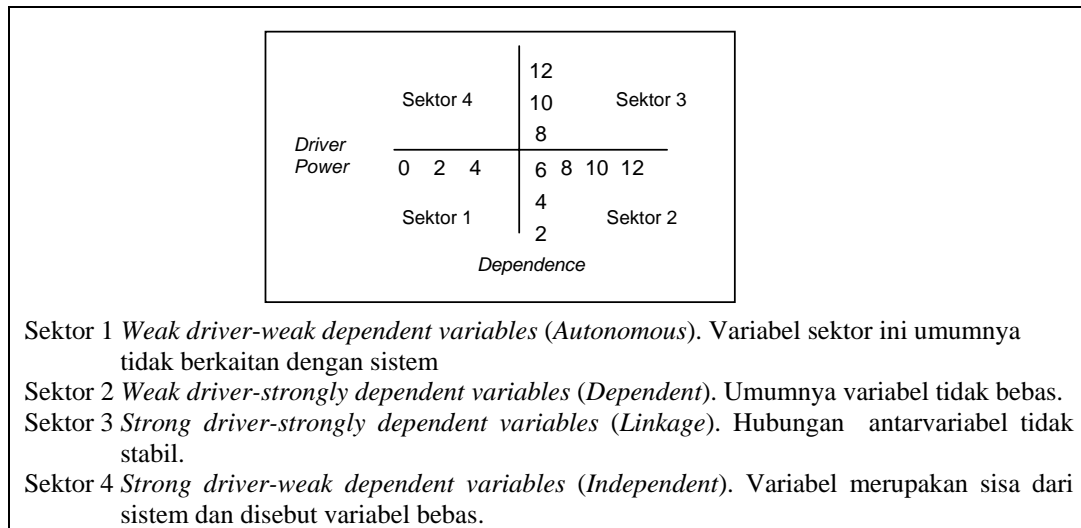 12
Sektor 4 10 Sektor 3
8
Driver
Power 0 2 4 6 8 10 12
4
Sektor 1 Sektor 2
2
Dependence
Sektor 1 Weak driver-weak dependent variables (Autonomous). Variabel sektor ini umumnya
tidak berkaitan dengan sistem
Sektor 2 Weak driver-strongly dependent variables (Dependent). Umumnya variabel tidak bebas.
Sektor 3 Strong driver-strongly dependent variables (Linkage). Hubungan antarvariabel tidak
stabil.
Sektor 4 Strong driver-weak dependent variables (Independent). Variabel merupakan sisa dari
sistem dan disebut variabel bebas.